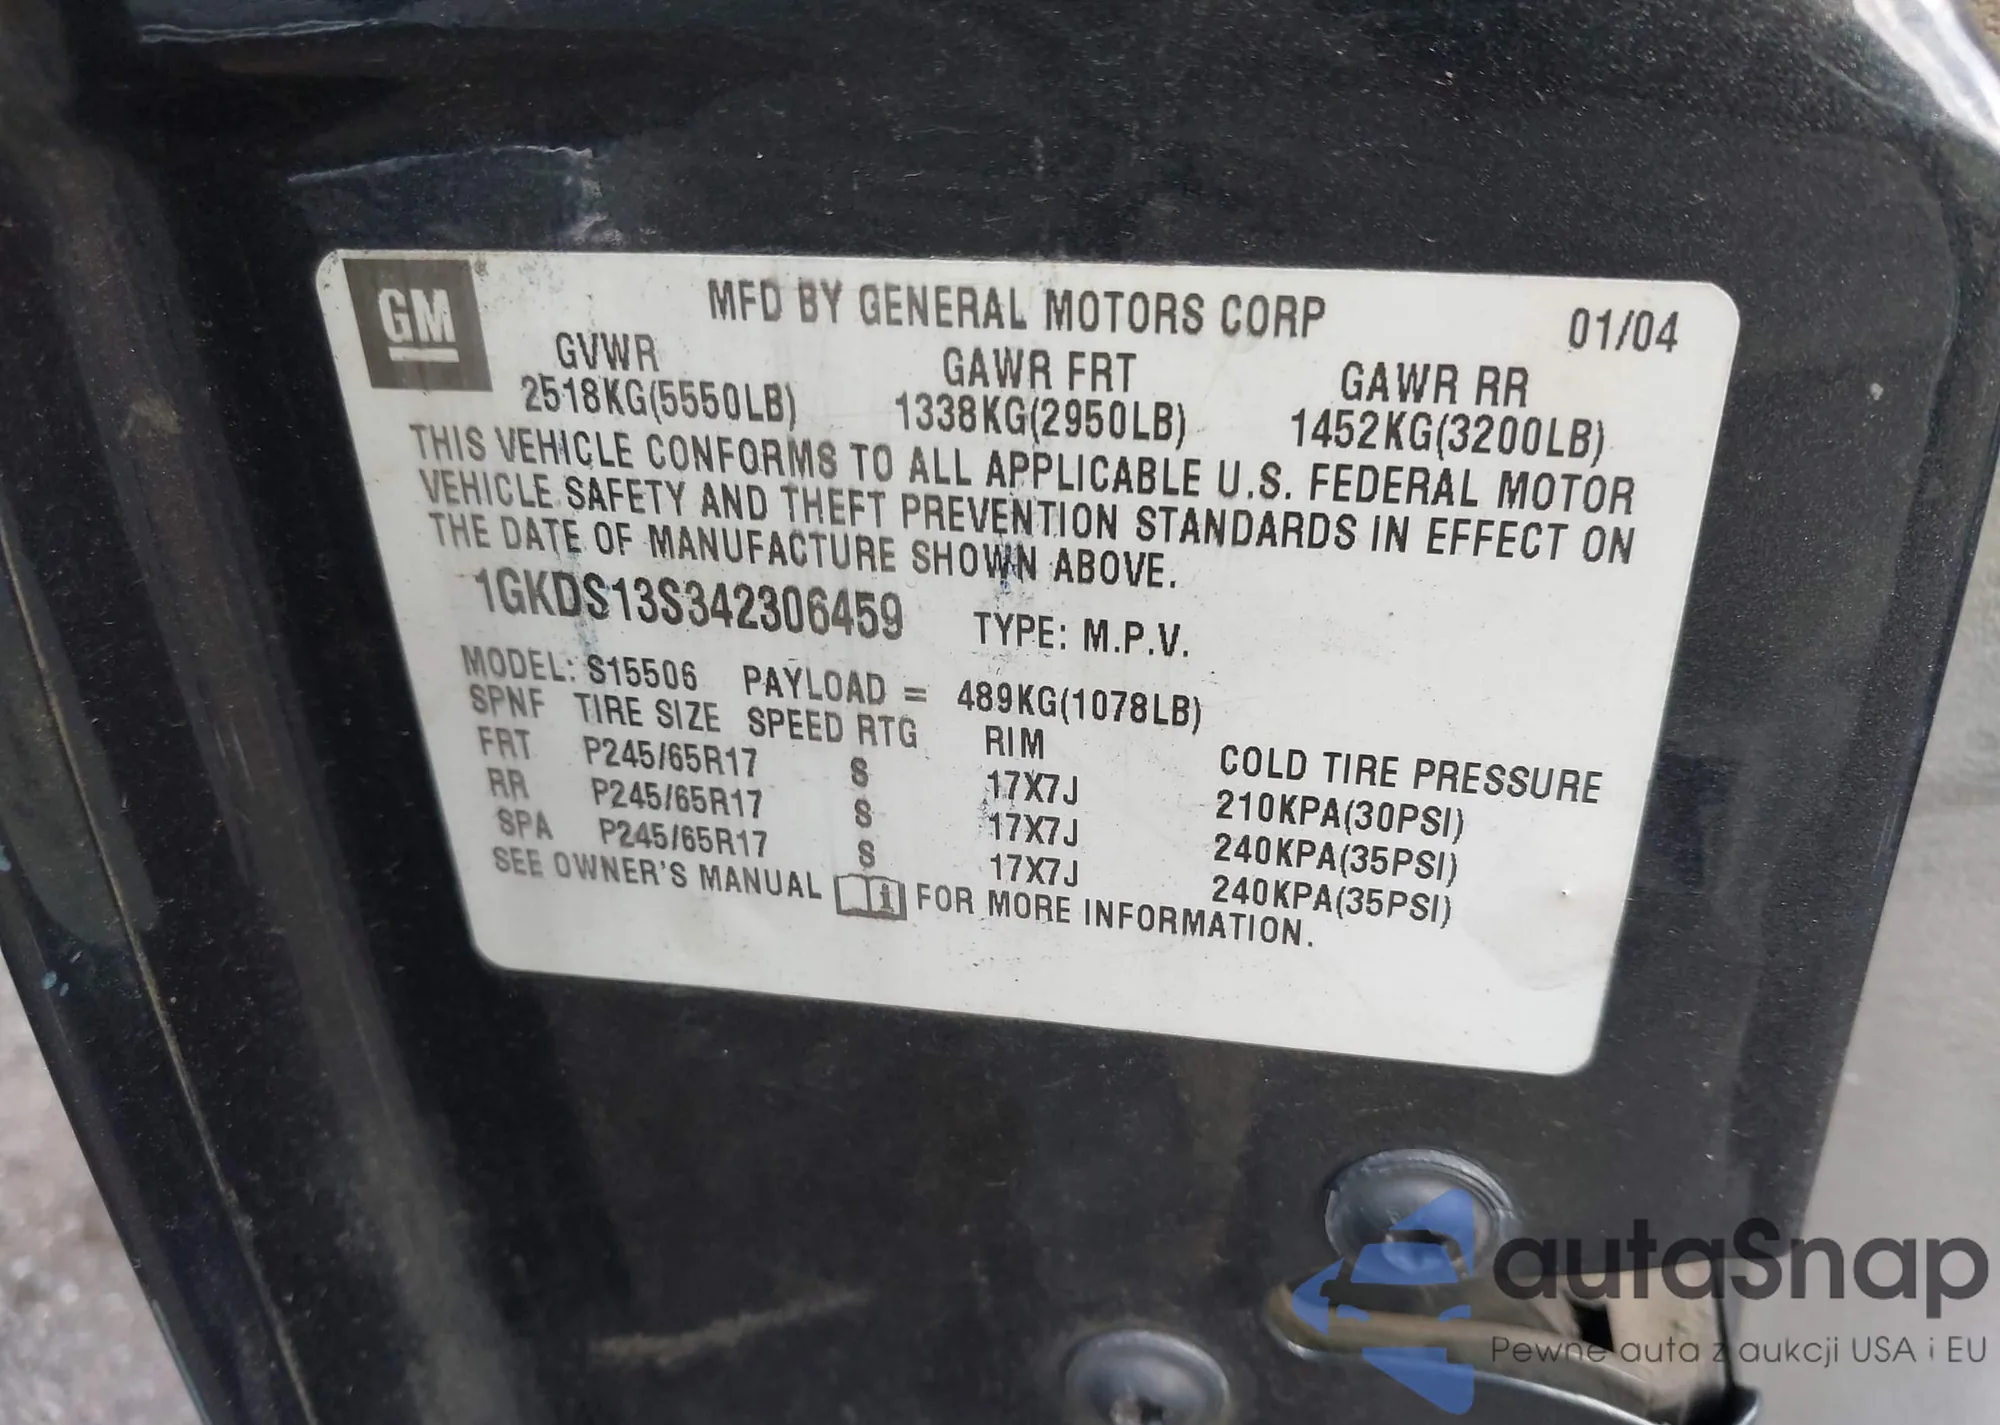 GM
MFD BY GENERAL MOTORS CORP 01/04
GVWR GAWR FRT GAWR RR
2518KG(5550LB) 1338KG(2950LB) 1452KG(3200LB)
THIS VEHICLE CONFORMS TO ALL APPLICABLE U.S. FEDERAL MOTOR
VEHICLE SAFETY AND THEFT PREVENTION STANDARDS IN EFFECT ON
THE DATE OF MANUFACTURE SHOWN ABOVE.
1GKDS13S342306459 TYPE: M.P.V.
MODEL: S15506 PAYLOAD = 489KG(1078LB)
SPNF TIRE SIZE SPEED RTG RIM COLD TIRE PRESSURE
FRT P245/65R17 S 17X7J 210KPA(30PSI)
RR P245/65R17 S 17X7J 240KPA(35PSI)
SPA P245/65R17 S 17X7J 240KPA(35PSI)
SEE OWNER'S MANUAL i FOR MORE INFORMATION.
autaSnap
Pewne auta z aukcji USA i EU